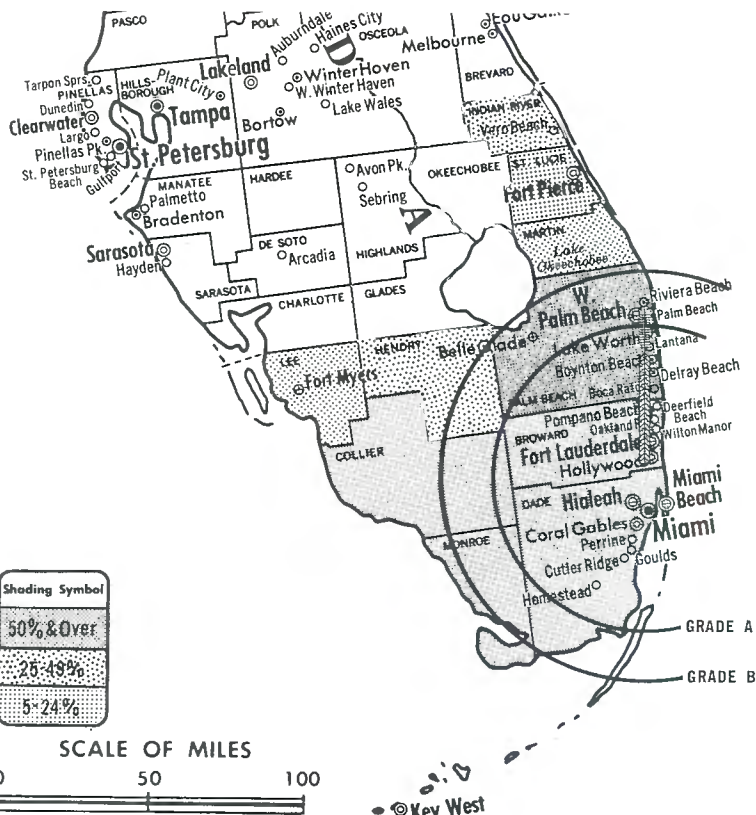 PASCO
POLK
Auburndale
Haines City
OSCEOLA
D
Melbourne
BREVARD
Tarpon Sprs.
PINELLAS
HILLS-
BOROUGH
Plant City
Lakeland
Winter Hoven
W. Winter Haven
Lake Wales
Bortow
Dunedin
Clearwater
Largo
Tampa
Pinellas Pk.
St. Petersburg
St. Petersburg
Beach
Gulfport
INDIAN RIVER
Vero Beach
ST. LUCIE
Fort Pierce
MANATEE
Palmetto
Bradenton
HARDEE
Avon Pk.
Sebring
OKEECHOBEE
A
MARTIN
Lake
Okeechobee
Sarasota
Hayden
DE SOTO
Arcadia
HIGHLANDS
SARASOTA
CHARLOTTE
GLADES
W.
Palm Beach
Riviera Beach
Palm Beach
LEE
Fort Myers
HENDRY
Belle Glade
Lake Worth
Lantana
Boynton Beach
Delray Beach
PALM BEACH
Boca Rat
Pompano Beach
Deerfield
Beach
Oakland P
Wilton Manor
BROWARD
Fort Lauderdale
Hollywoo
COLLIER
DADE
Hialeah
Miami
Beach
Miami
Coral Gables
MONROE
Perrine
Cutler Ridge
Goulds
Homestead
GRADE A
GRADE B
Shading Symbol
50% & Over
25-49%
5-24%
SCALE OF MILES
0 50 100
Key West